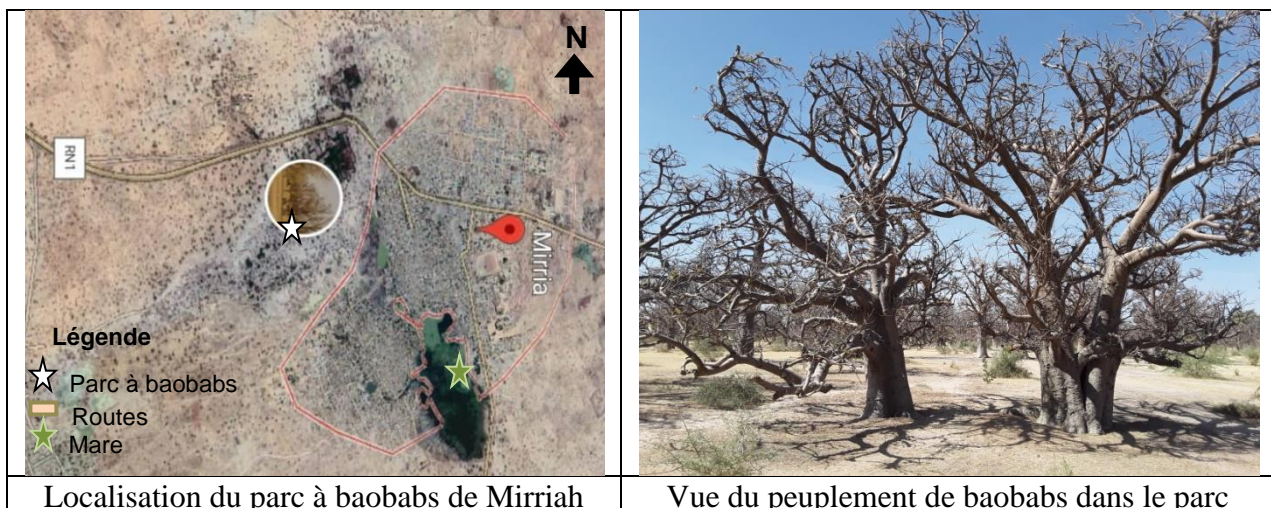 N
RN1
Mirria
Légende
Parc à baobabs
Routes
Mare
Localisation du parc à baobabs de Mirriah
Vue du peuplement de baobabs dans le parc